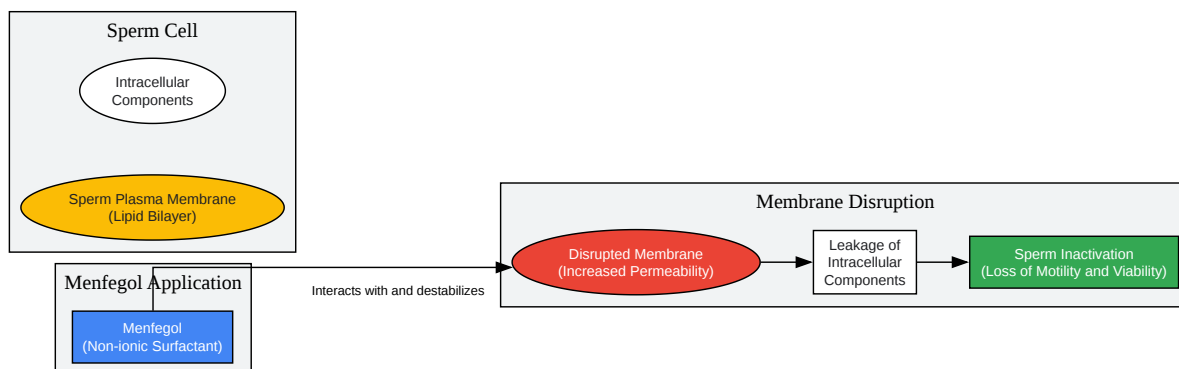 Sperm Cell
Intracellular
Components
Sperm Plasma Membrane
(Lipid Bilayer)
Menfegol Application
Menfegol
(Non-ionic Surfactant)
Interacts with and destabilizes
Membrane Disruption
Disrupted Membrane
(Increased Permeability)
Leakage of
Intracellular
Components
Sperm Inactivation
(Loss of Motility and Viability)